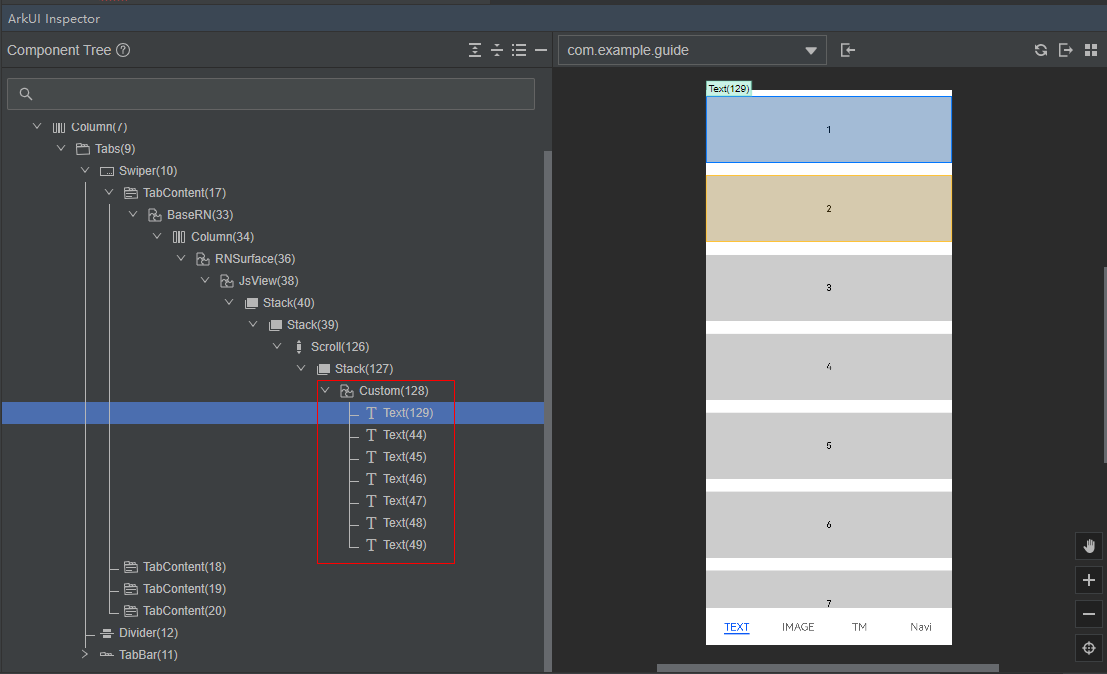 ArkUI Inspector
Component Tree ?
com.example.guide
Column(7)
Tabs(9)
Swiper(10)
TabContent(17)
BaseRN(33)
Column(34)
RNSurface(36)
JsView(38)
Stack(40)
Stack(39)
Scroll(126)
Stack(127)
Custom(128)
T Text(129)
T Text(44)
T Text(45)
T Text(46)
T Text(47)
T Text(48)
T Text(49)
TabContent(18)
TabContent(19)
TabContent(20)
Divider(12)
TabBar(11)
Text(129)
1
2
3
4
5
6
7
TEXT IMAGE TM Navi